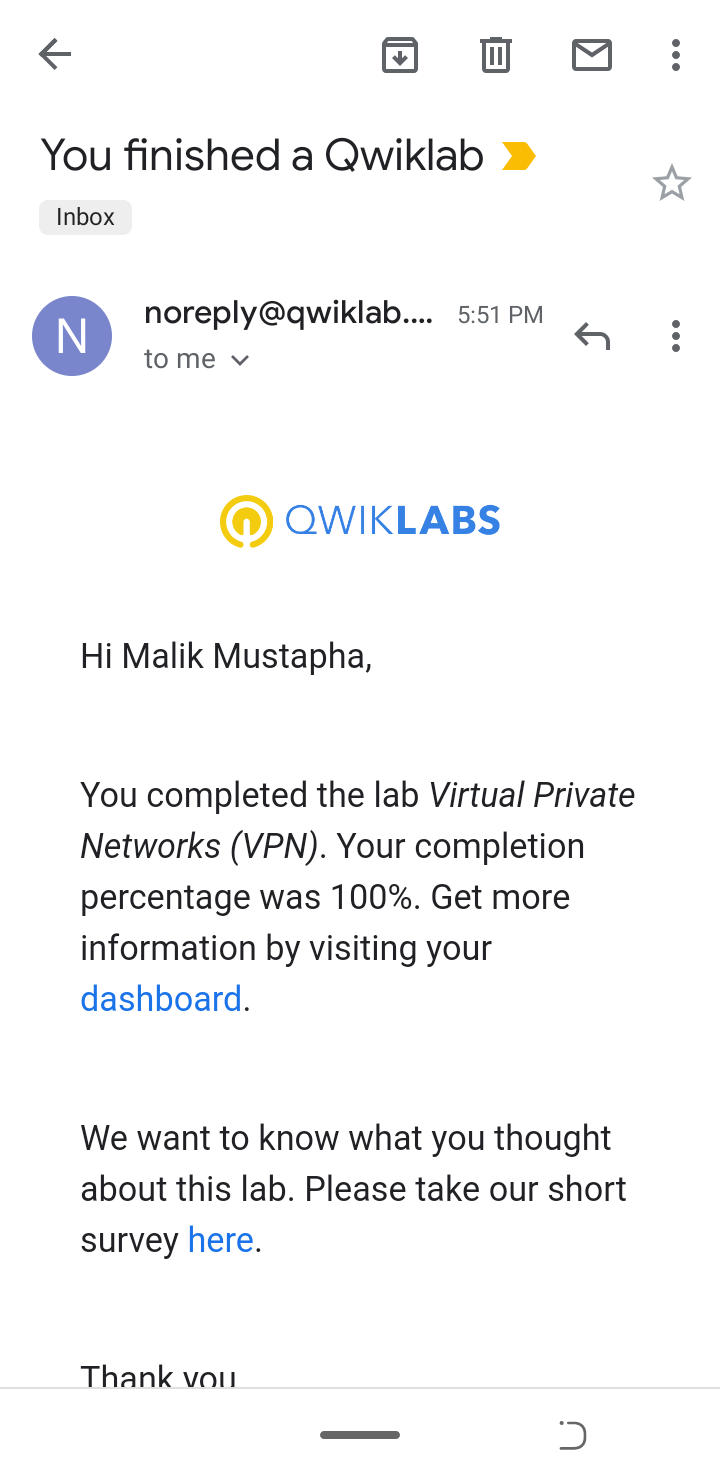 You finished a Qwiklab
Inbox
N
noreply@qwiklab.... 5:51 PM
to me
QWIKLABS
Hi Malik Mustapha,
You completed the lab Virtual Private
Networks (VPN). Your completion
percentage was 100%. Get more
information by visiting your
dashboard.
We want to know what you thought
about this lab. Please take our short
survey here.
Thank you